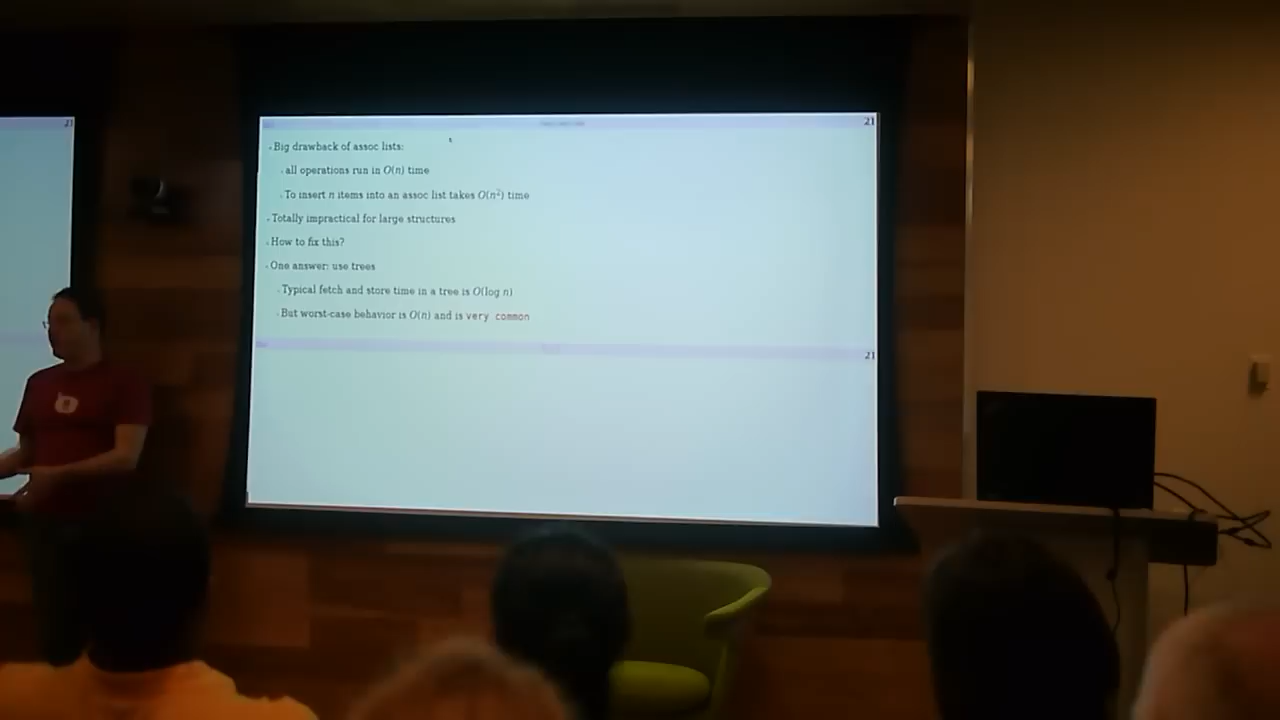 21
21
Big drawback of assoc lists:
all operations run in O(n) time
To insert n items into an assoc list takes O(n²) time
Totally impractical for large structures
How to fix this?
One answer: use trees
Typical fetch and store time in a tree is O(log n)
But worst-case behavior is O(n) and is very common
21